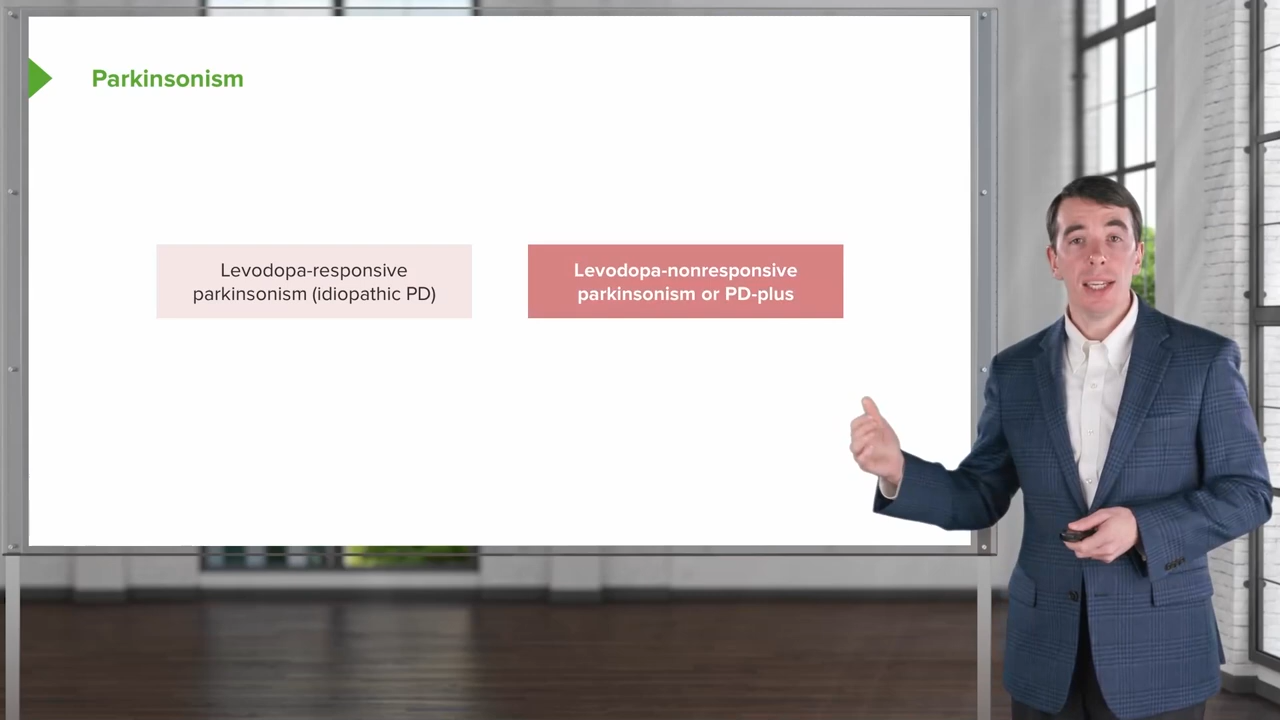 Parkinsonism
Levodopa-responsive
parkinsonism (idiopathic PD)
Levodopa-nonresponsive
parkinsonism or PD-plus